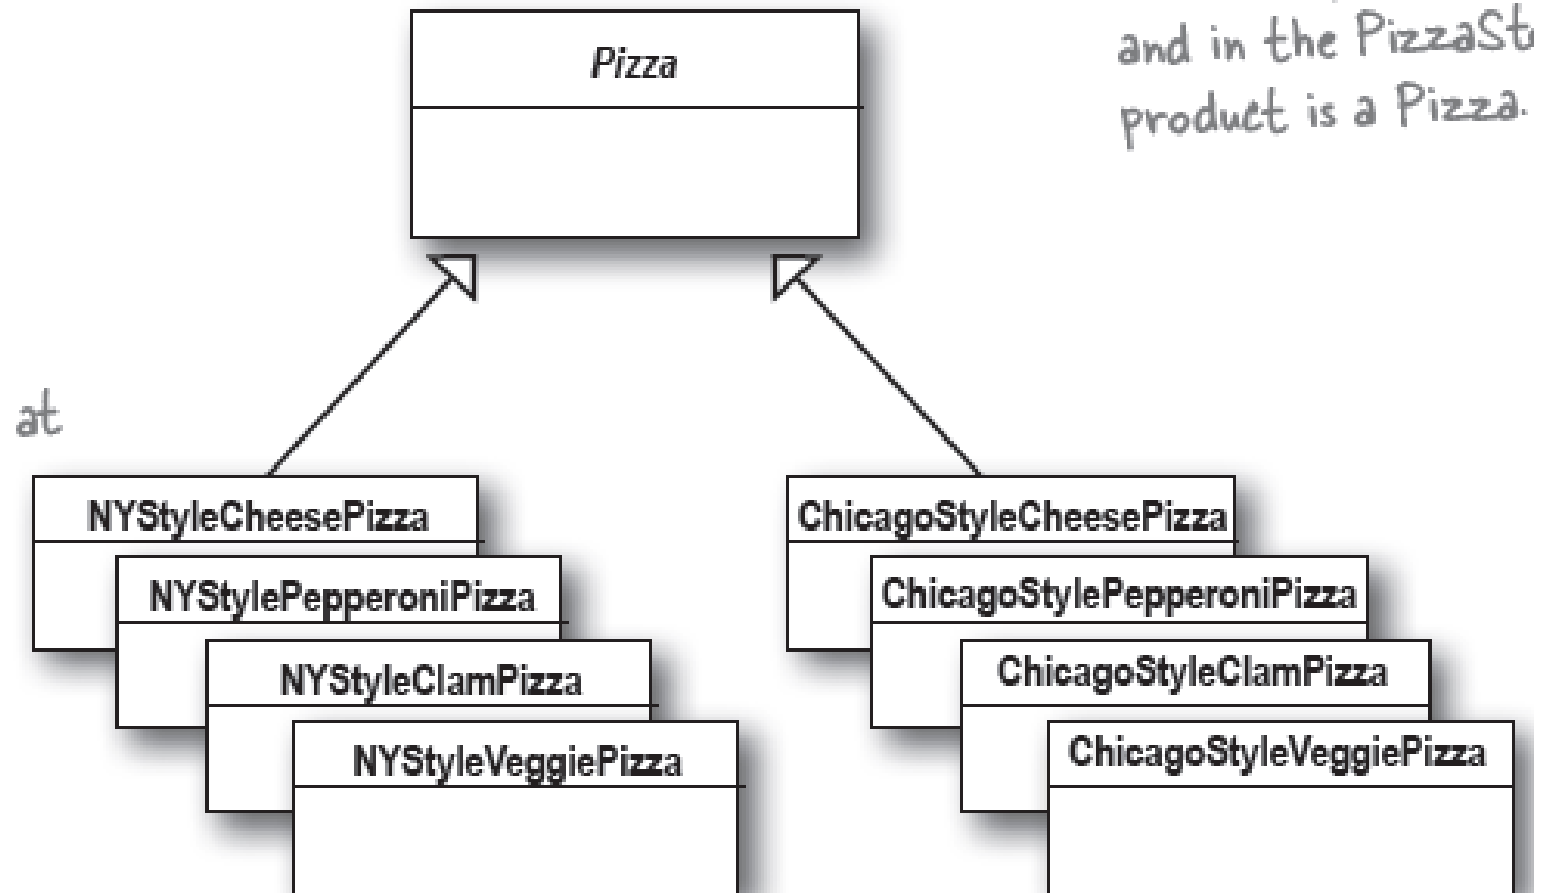 Pizza
and in the PizzaSt
product is a Pizza.
at
NYStyleCheesePizza
NYStylePepperoniPizza
NYStyleClamPizza
NYStyleVeggiePizza
ChicagoStyleCheesePizza
ChicagoStylePepperoniPizza
ChicagoStyleClamPizza
ChicagoStyleVeggiePizza